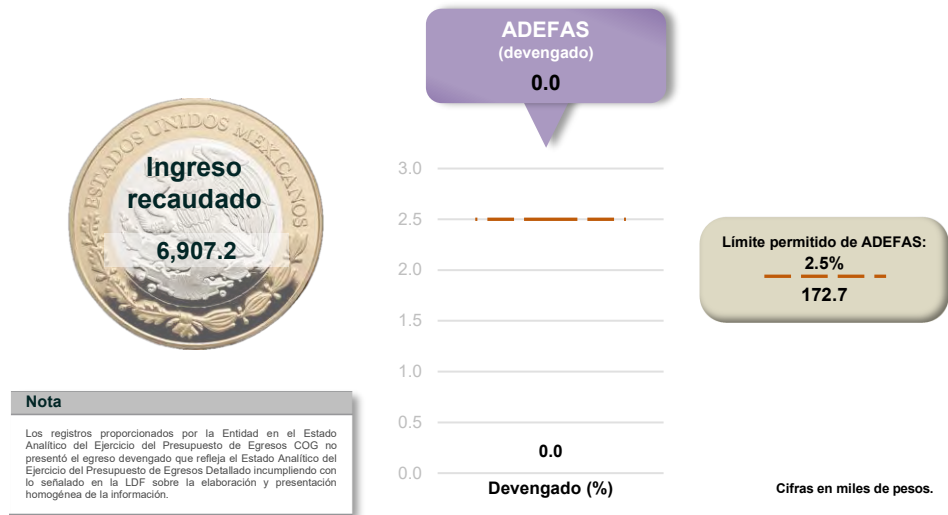 ADEFAS
(devengado)
0.0
ESTADOS UNIDOS MEXICANOS
Ingreso
recaudado
6,907.2
3.0
2.5
2.0
1.5
1.0
0.5
0.0
0.0
Devengado (%)
Límite permitido de ADEFAS:
2.5%
172.7
Nota
Los registros proporcionados por la Entidad en el Estado
Analítico del Ejercicio del Presupuesto de Egresos COG no
presentó el egreso devengado que refleja el Estado Analítico del
Ejercicio del Presupuesto de Egresos Detallado incumpliendo con
lo señalado en la LDF sobre la elaboración y presentación
homogénea de la información.
Cifras en miles de pesos.